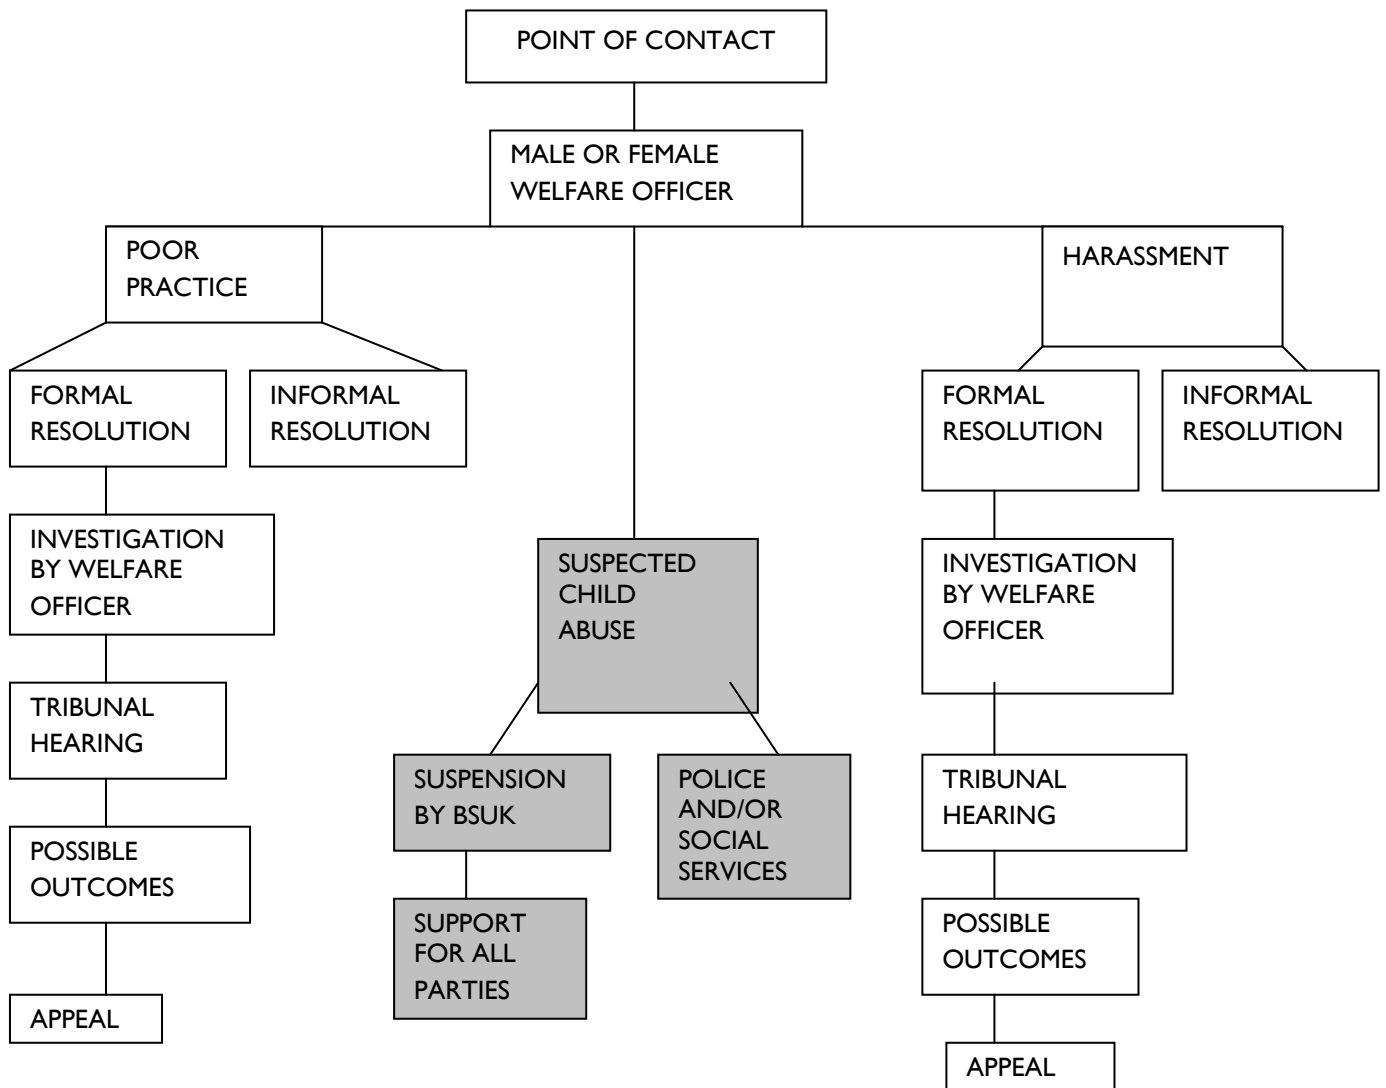 POINT OF CONTACT
MALE OR FEMALE
WELFARE OFFICER
POOR
PRACTICE
HARASSMENT
FORMAL
RESOLUTION
INFORMAL
RESOLUTION
FORMAL
RESOLUTION
INFORMAL
RESOLUTION
INVESTIGATION
BY WELFARE
OFFICER
SUSPECTED
CHILD
ABUSE
INVESTIGATION
BY WELFARE
OFFICER
TRIBUNAL
HEARING
SUSPENSION
BY BSUK
POLICE
AND/OR
SOCIAL
SERVICES
TRIBUNAL
HEARING
POSSIBLE
OUTCOMES
SUPPORT
FOR ALL
PARTIES
POSSIBLE
OUTCOMES
APPEAL
APPEAL